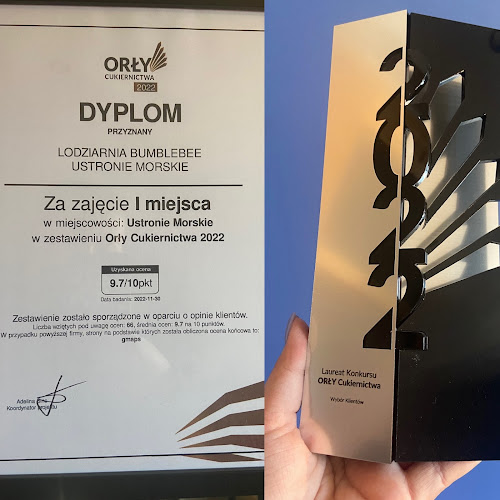 ORŁY
CUKIERNICTWA
2022
DYPLOM
PRZYZNANY
LODZIARNIA BUMBLEBEE
USTRONIE MORSKIE
Za zajęcie I miejsca
w miejscowości: Ustronie Morskie
w zestawieniu Orły Cukiernictwa 2022
Uzyskana ocena
9.7/10pkt
Data badania: 2022-11-30
Zestawienie zostało sporządzone w oparciu o opinie klientów.
Liczba wziętych pod uwagę ocen: 66, średnia ocen: 9.7 na 10 punktów.
W przypadku powyższej firmy, strony na podstawie których została obliczona ocena końcowa to:
gmaps
Adelina
Koordynator projektu
2022
Laureat Konkursu
ORŁY Cukiernictwa
Wybór Klientów